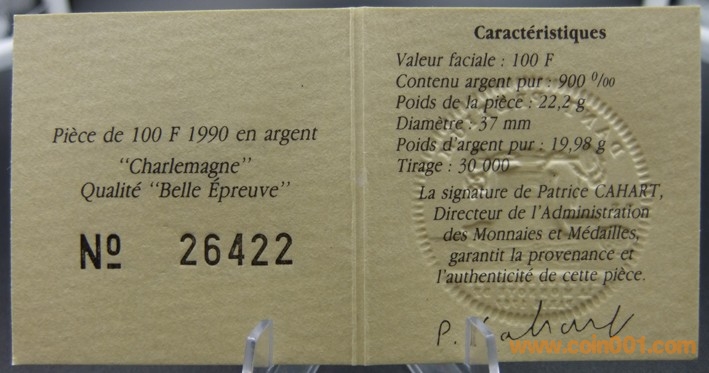 Pièce de 100 F 1990 en argent
"Charlemagne"
Qualité "Belle Épreuve"
Nº 26422
Caractéristiques
Valeur faciale : 100 F
Contenu argent pur : 900 ⁰/₀₀
Poids de la pièce : 22,2 g
Diamètre : 37 mm
Poids d'argent pur : 19,98 g
Tirage : 30 000
La signature de Patrice CAHART,
Directeur de l'Administration
des Monnaies et Médailles,
garantit la provenance et
l'authenticité de cette pièce.
P. Cahart
www.coin001.com